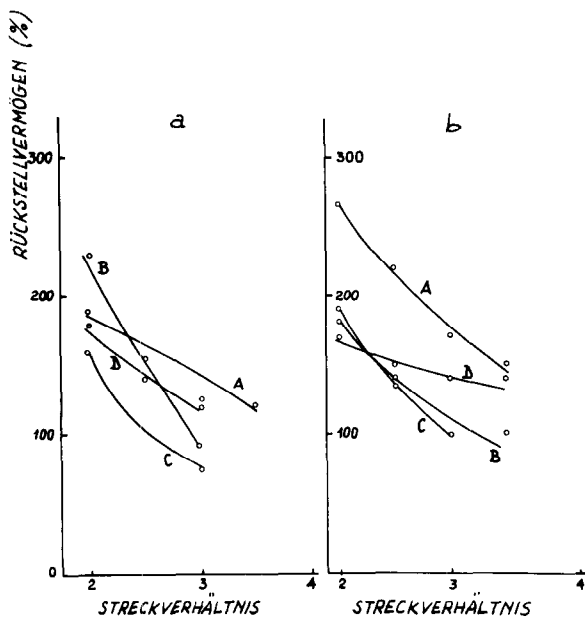 RÜCKSTELLVERMÖGEN (%)
a
300
200
100
0
B
A
D
C
2
3
4
STRECKVERHÄLTNIS
b
300
200
100
A
D
C
B
2
3
4
STRECKVERHÄLTNIS